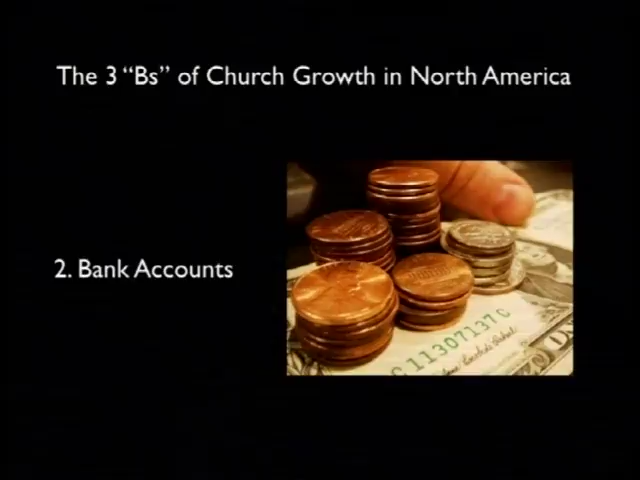 The 3 “Bs” of Church Growth in North America
2. Bank Accounts
C 11307137 C